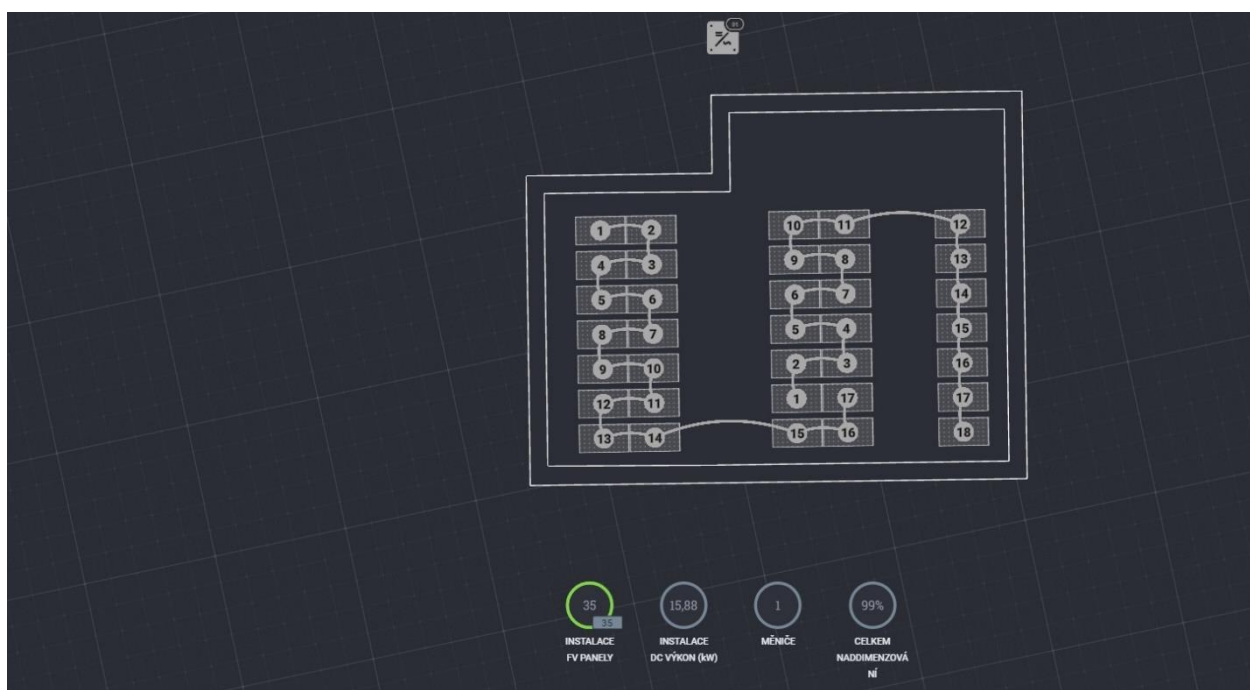 01
1 2 10 11 12
4 3 9 8 13
5 6 6 7 14
8 7 5 4 15
9 10 2 3 16
12 11 1 17 17
13 14 15 16 18
35 15,88 1 99%
35
INSTALACE
FV PANELY
INSTALACE
DC VÝKON (kW)
MĚNIČE
CELKEM
NADDIMENZOVÁ
NÍ